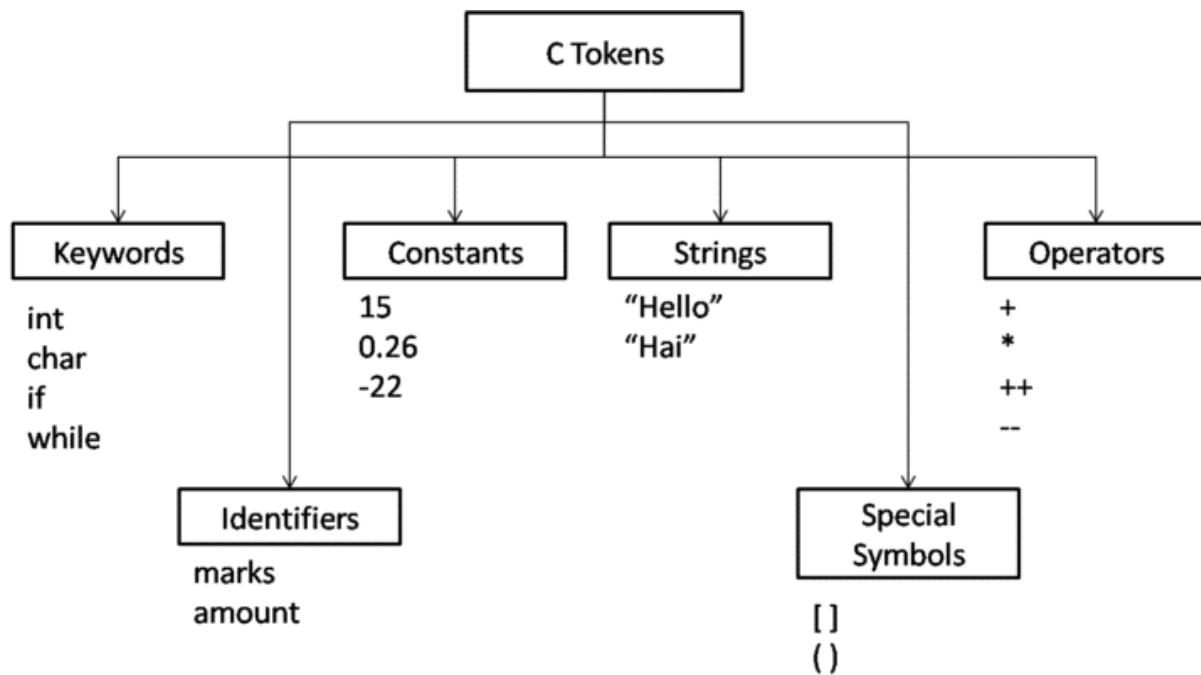 C Tokens
Keywords
int
char
if
while
Constants
15
0.26
-22
Strings
“Hello”
“Hai”
Operators
+
*
++
--
Identifiers
marks
amount
Special
Symbols
[ ]
( )